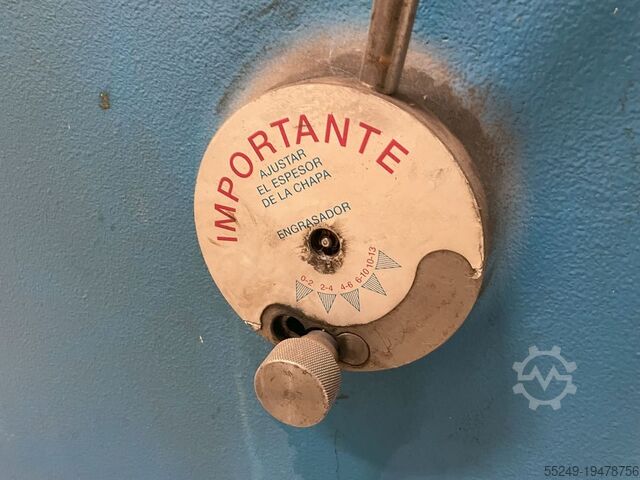 IMPORTANTE
AJUSTAR
EL ESPESOR
DE LA CHAPA
ENGRASADOR
0-2 2-4 4-6 6-10 10-13
55249-19478756